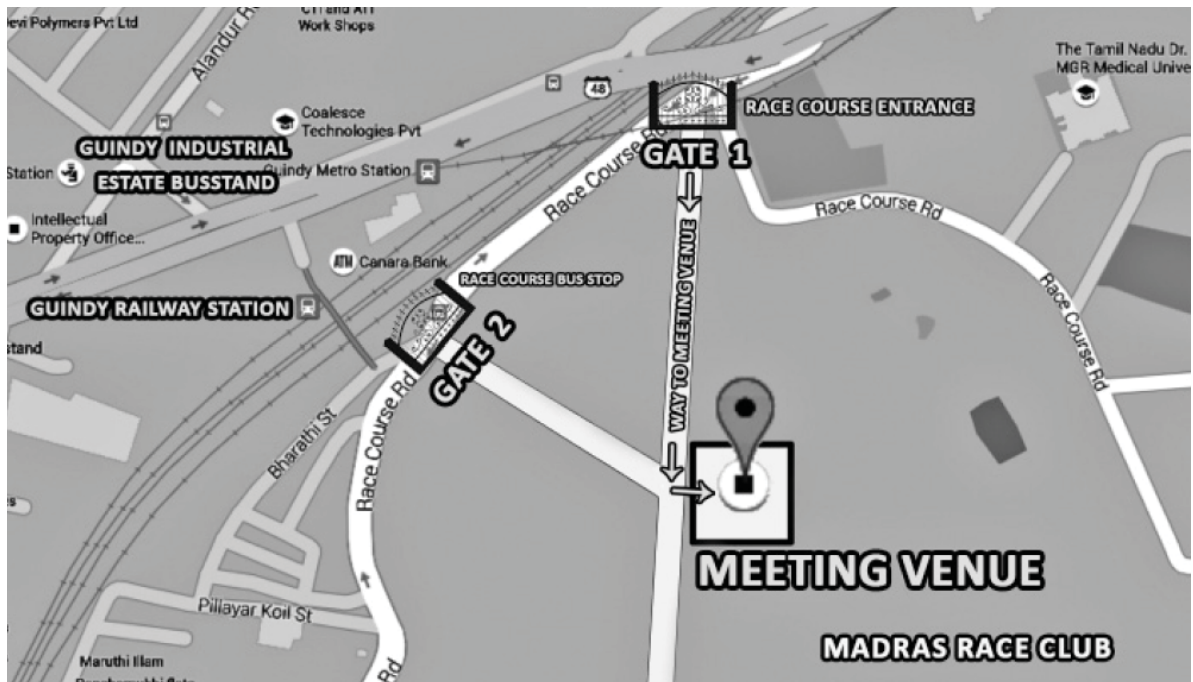 Devi Polymers Pvt Ltd
CTI and ATI
Work Shops
Alandur Rd
48
The Tamil Nadu Dr.
MGR Medical Unive
RACE COURSE ENTRANCE
Coalesce
Technologies Pvt
GUINDY INDUSTRIAL
ESTATE BUSSTAND
Station
Guindy Metro Station
GATE 1
Race Course Rd
Race Course Rd
Intellectual
Property Office...
ATM Canara Bank
RACE COURSE BUS STOP
WAY TO MEETING VENUE
Race Course Rd
GUINDY RAILWAY STATION
GATE 2
stand
Race Course Rd
Bharathi St
MEETING VENUE
Pillayar Koil St
MADRAS RACE CLUB
Maruthi Illam
Rd